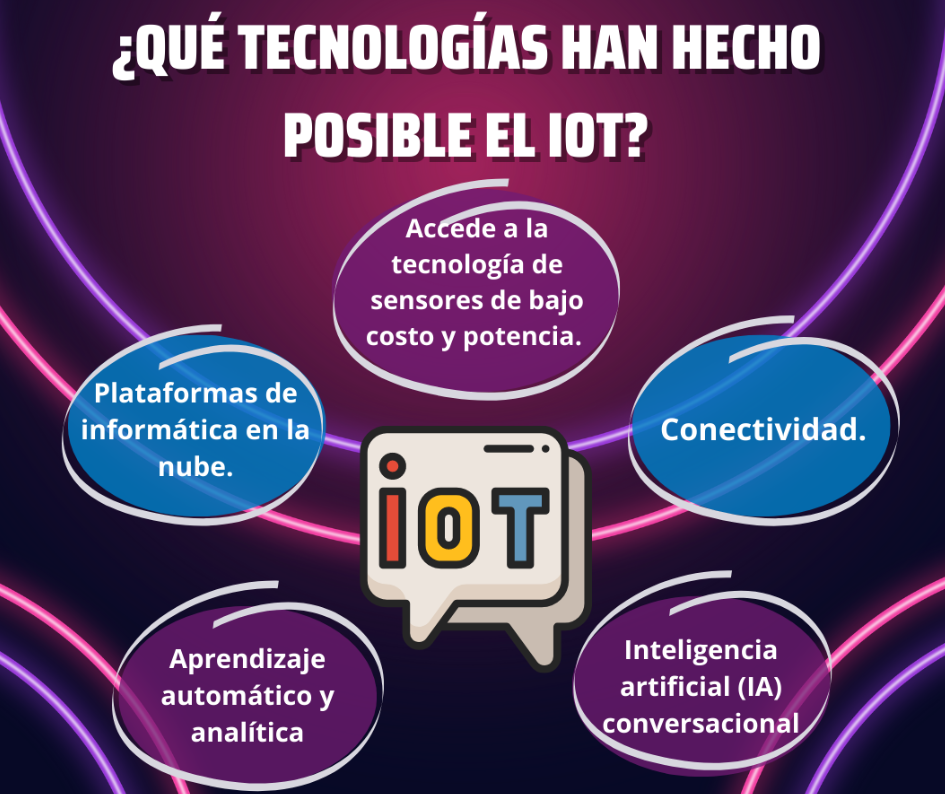 ¿QUÉ TECNOLOGÍAS HAN HECHO
POSIBLE EL IOT?
Accede a la
tecnología de
sensores de bajo
costo y potencia.
Plataformas de
informática en la
nube.
Conectividad.
iOT
Aprendizaje
automático y
analítica
Inteligencia
artificial (IA)
conversacional